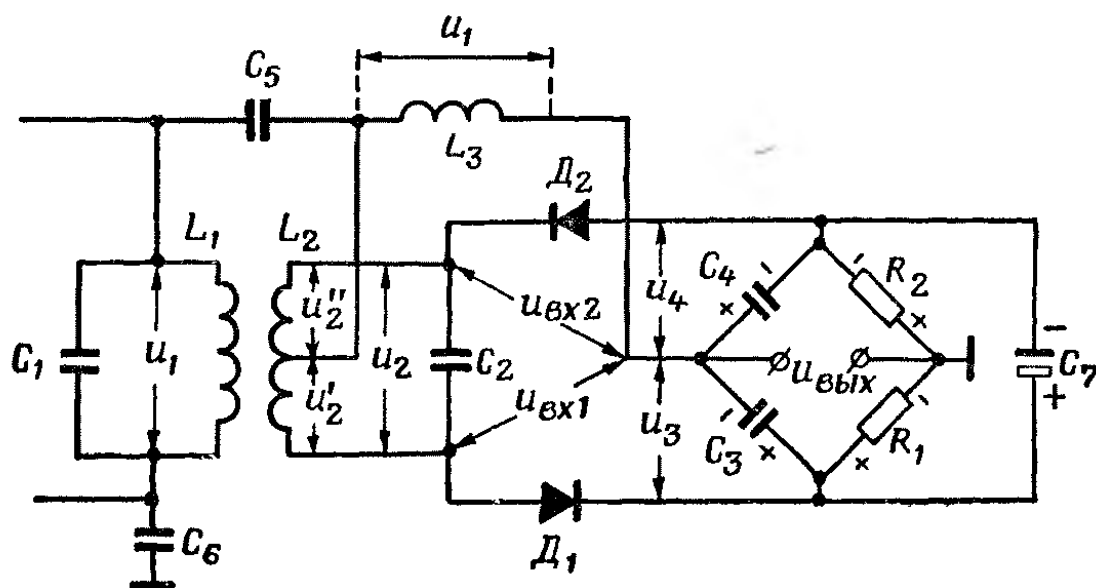 u₁
C₅
L₃
Д₂
L₁ L₂
C₄ R₂
u₂″ uвх2 u₄
C₁ u₁ u₂ C₂ uвых C₇
u₂′ uвх1 u₃
C₃ R₁
C₆
Д₁